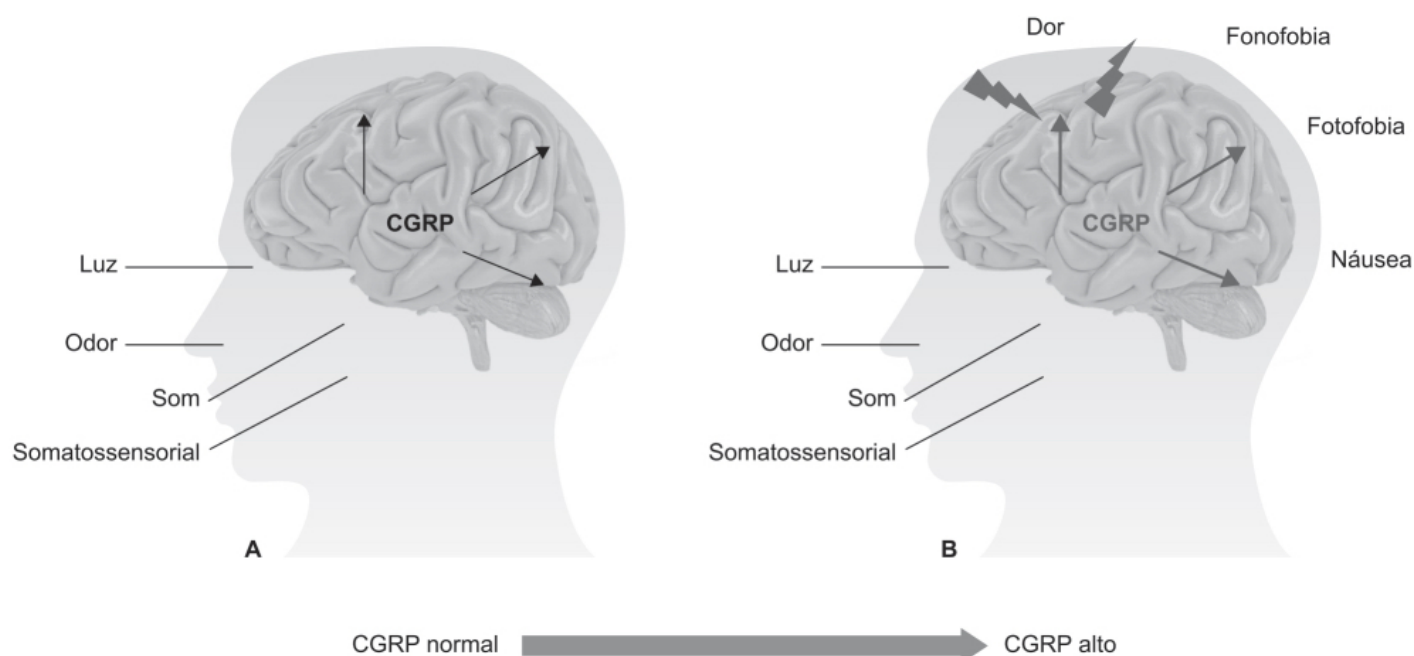 CGRP
Luz
Odor
Som
Somatossensorial
A
Dor
Fonofobia
Fotofobia
CGRP
Náusea
Luz
Odor
Som
Somatossensorial
B
CGRP normal
CGRP alto